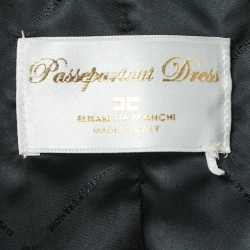 Passepartout Dress
ELISABETTA FRANCHI
MADE IN ITALY